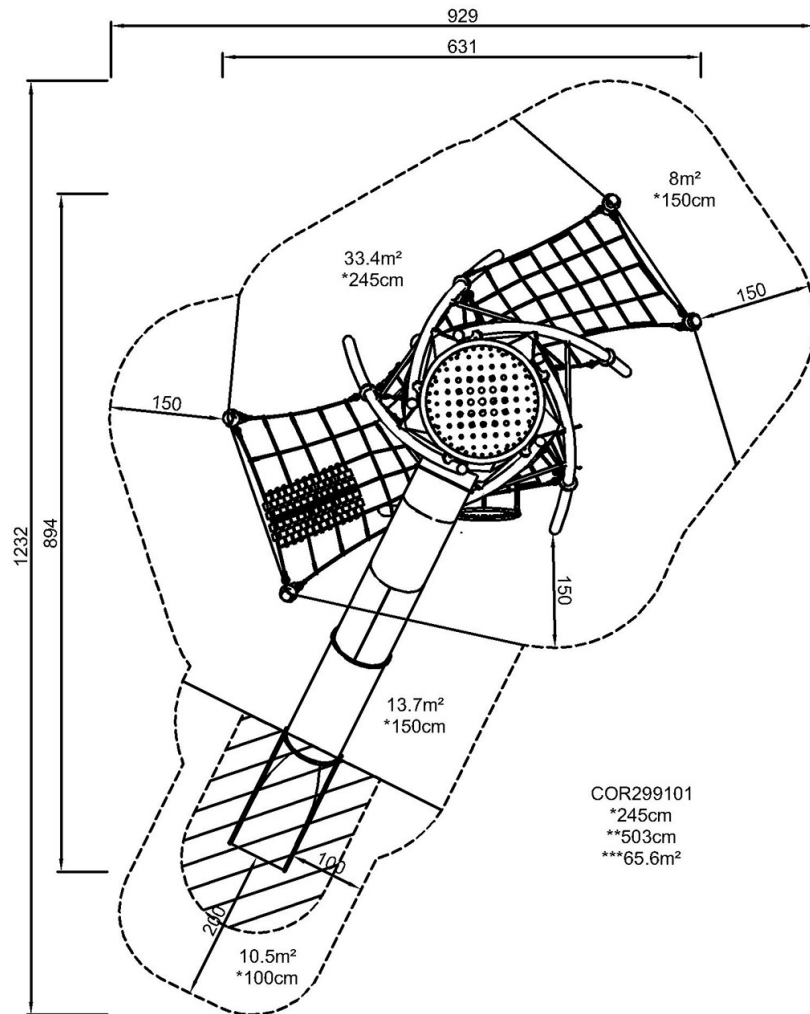 929
631
8m²
*150cm
33.4m²
*245cm
150
150
1232
894
150
13.7m²
*150cm
COR299101
*245cm
**503cm
***65.6m²
100
200
10.5m²
*100cm